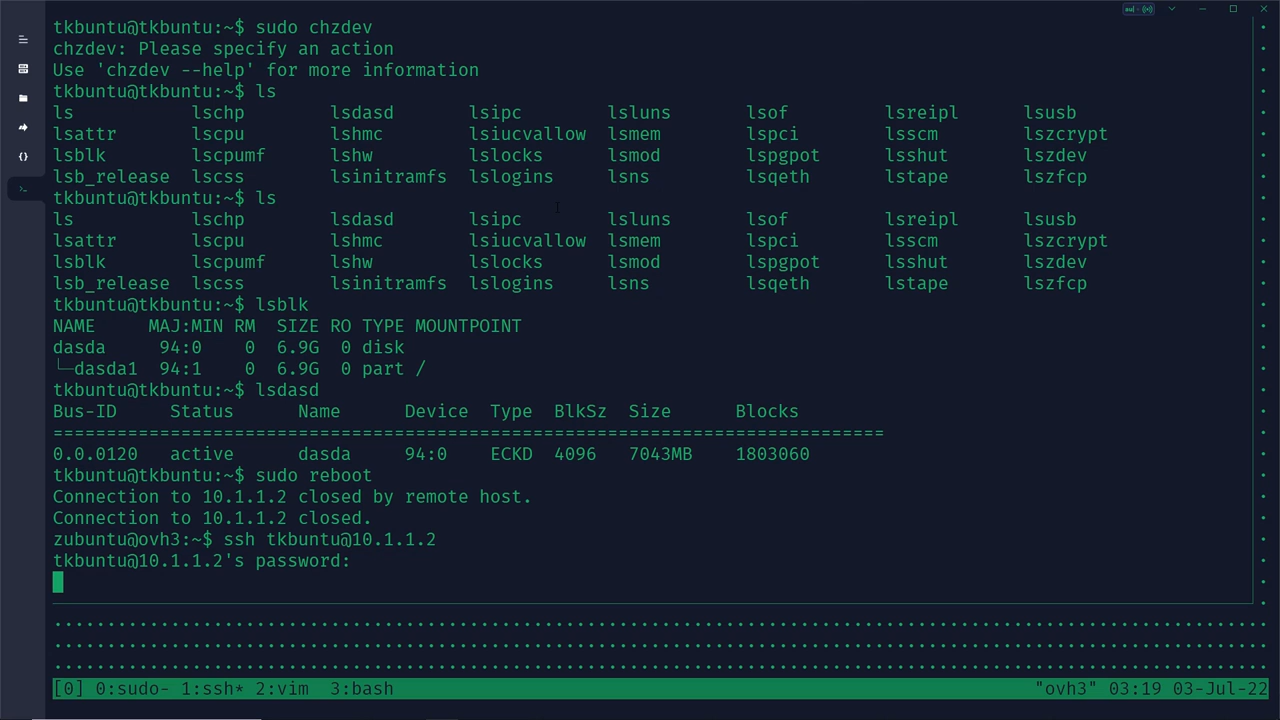 tkbuntu@tkbuntu:~$ sudo chzdev
chzdev: Please specify an action
Use 'chzdev --help' for more information
tkbuntu@tkbuntu:~$ ls
ls lschp lsdasd lsipc lsluns lsof lsreipl lsusb
lsattr lscpu lshmc lsiucvallow lsmem lspci lsscm lszcrypt
lsblk lscpumf lshw lslocks lsmod lspgpot lsshut lszdev
lsb_release lscss lsinitramfs lslogins lsns lsqeth lstape lszfcp
tkbuntu@tkbuntu:~$ ls
ls lschp lsdasd lsipc lsluns lsof lsreipl lsusb
lsattr lscpu lshmc lsiucvallow lsmem lspci lsscm lszcrypt
lsblk lscpumf lshw lslocks lsmod lspgpot lsshut lszdev
lsb_release lscss lsinitramfs lslogins lsns lsqeth lstape lszfcp
tkbuntu@tkbuntu:~$ lsblk
NAME MAJ:MIN RM SIZE RO TYPE MOUNTPOINT
dasda 94:0 0 6.9G 0 disk
└─dasda1 94:1 0 6.9G 0 part /
tkbuntu@tkbuntu:~$ lsdasd
Bus-ID Status Name Device Type BlkSz Size Blocks
==============================================================================
0.0.0120 active dasda 94:0 ECKD 4096 7043MB 1803060
tkbuntu@tkbuntu:~$ sudo reboot
Connection to 10.1.1.2 closed by remote host.
Connection to 10.1.1.2 closed.
zubuntu@ovh3:~$ ssh tkbuntu@10.1.1.2
tkbuntu@10.1.1.2's password:
[0] 0:sudo- 1:ssh* 2:vim 3:bash "ovh3" 03:19 03-Jul-22